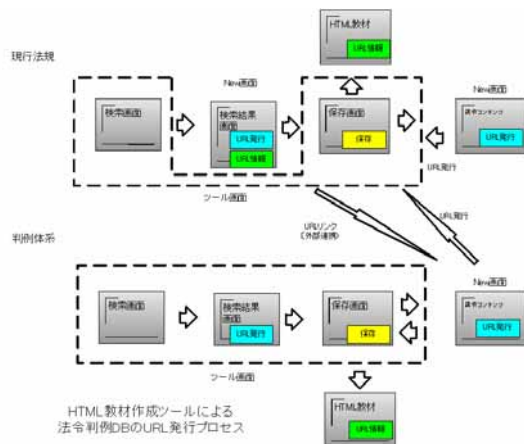 HTML教材
URL情報
現行法規
New画面
New画面
検索画面
検索結果
画面
URL発行
URL情報
保存画面
保存
URL発行
URL発行
ツール画面
URLリンク
(外部連携)
URL発行
判例体系
New画面
検索画面
検索結果
画面
URL発行
保存画面
保存
URL発行
ツール画面
HTML教材
URL情報
HTML教材作成ツールによる
法令判例DBのURL発行プロセス